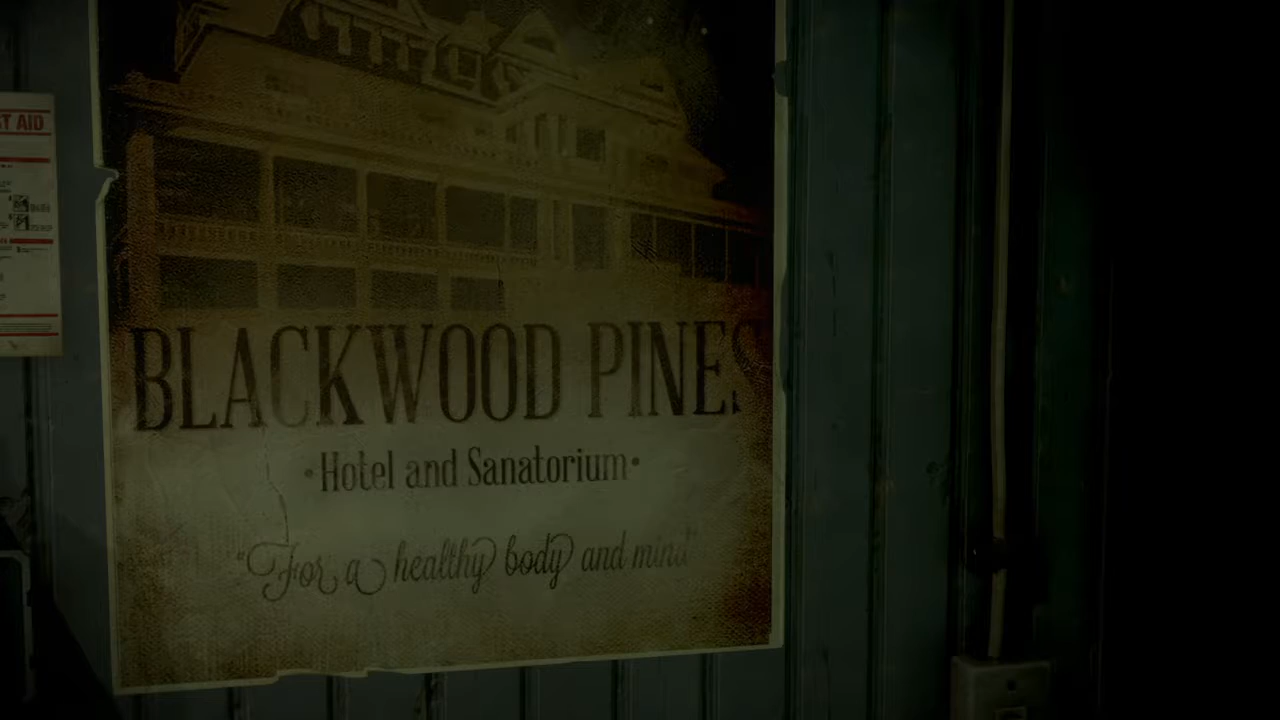 T AID
BLACKWOOD PINES
•Hotel and Sanatorium•
"For a healthy body and mind"